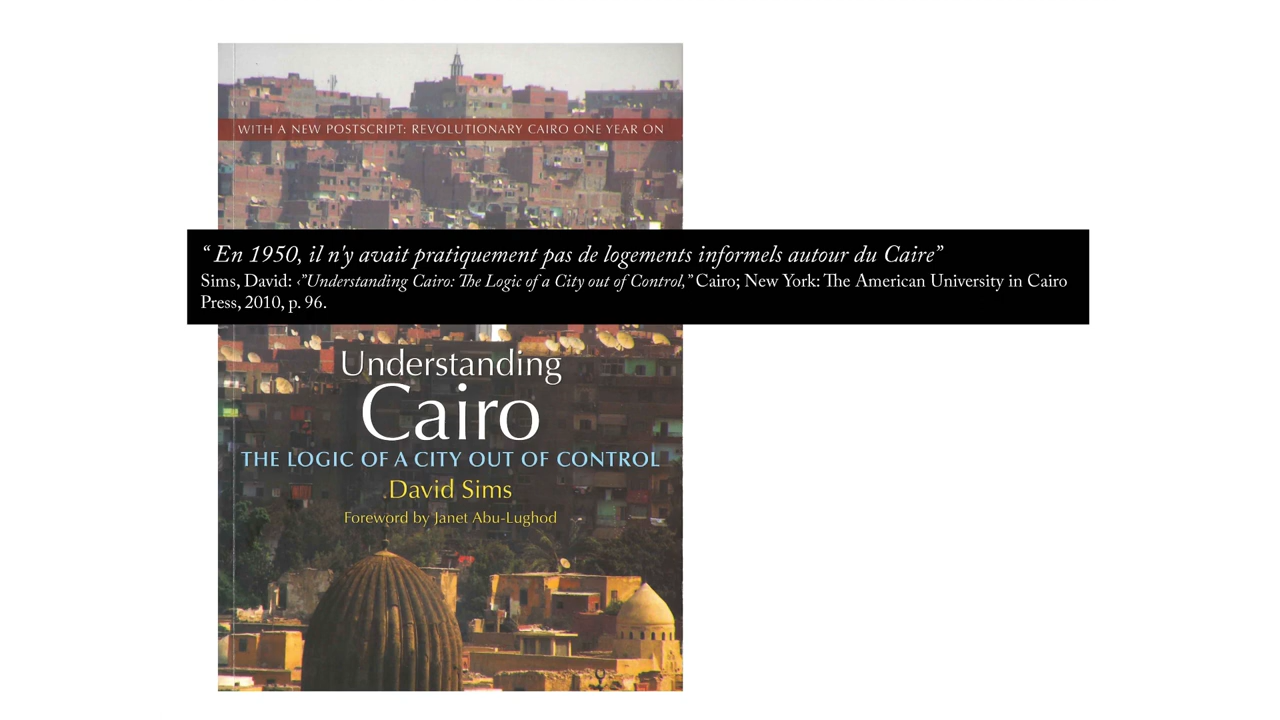 WITH A NEW POSTSCRIPT: REVOLUTIONARY CAIRO ONE YEAR ON
“ En 1950, il n'y avait pratiquement pas de logements informels autour du Caire”
Sims, David: ‹”Understanding Cairo: The Logic of a City out of Control,” Cairo; New York: The American University in Cairo
Press, 2010, p. 96.
Understanding
Cairo
THE LOGIC OF A CITY OUT OF CONTROL
David Sims
Foreword by Janet Abu-Lughod